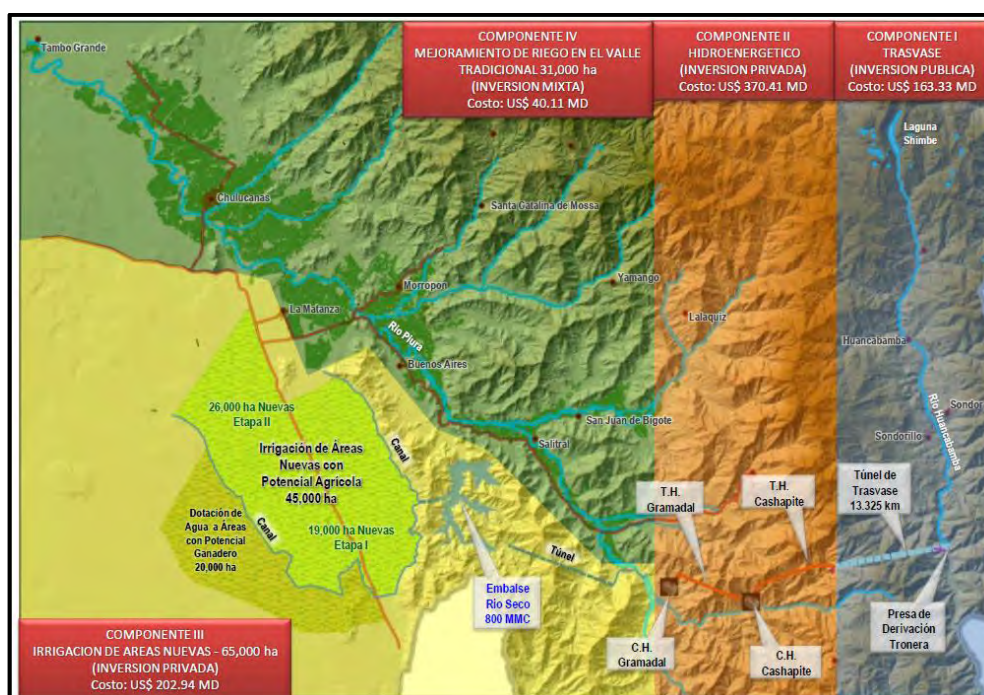 COMPONENTE IV
MEJORAMIENTO DE RIEGO EN EL VALLE
TRADICIONAL 31,000 ha
(INVERSION MIXTA)
Costo: US$ 40.11 MD
COMPONENTE II
HIDROENERGETICO
(INVERSION PRIVADA)
Costo: US$ 370.41 MD
COMPONENTE I
TRASVASE
(INVERSION PUBLICA)
Costo: US$ 163.33 MD
Tambo Grande
Laguna
Shimbe
Chulucanas
Santa Catalina de Mossa
Morropon
Yamango
La Matanza
Lalaquiz
Río Piura
Huancabamba
Buenos Aires
Río Huancabamba
Sondor
San Juan de Bigote
Sondorillo
Salitral
26,000 ha Nuevas
Etapa II
Canal
Irrigación de Áreas
Nuevas con
Potencial Agrícola
45,000 ha
T.H.
Gramadal
T.H.
Cashapite
Túnel de
Trasvase
13.325 km
Dotación de
Agua a Áreas
con Potencial
Ganadero
20,000 ha
Canal
19,000 ha Nuevas
Etapa I
Túnel
Embalse
Rio Seco
800 MMC
C.H.
Gramadal
C.H.
Cashapite
Presa de
Derivación
Tronera
COMPONENTE III
IRRIGACION DE AREAS NUEVAS - 65,000 ha
(INVERSION PRIVADA)
Costo: US$ 202.94 MD